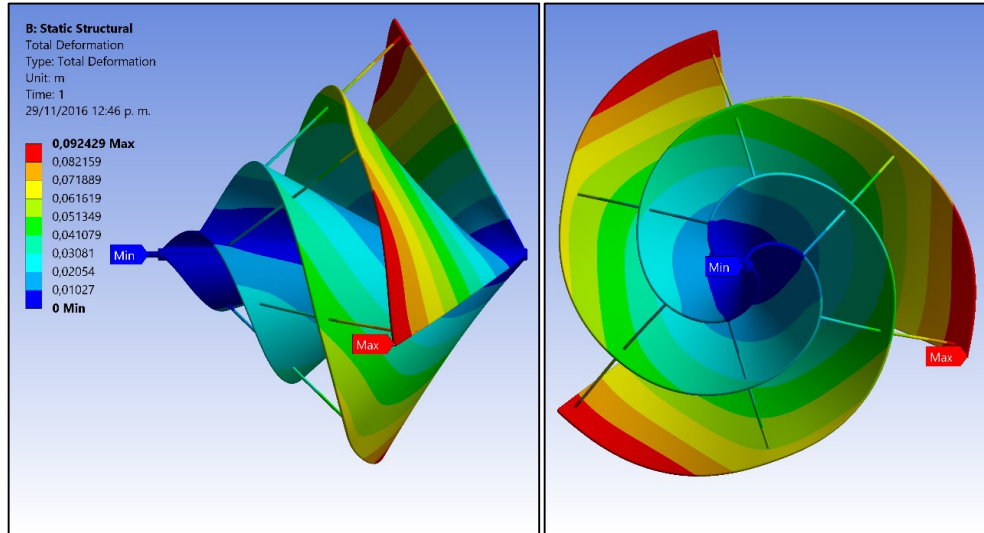 B: Static Structural
Total Deformation
Type: Total Deformation
Unit: m
Time: 1
29/11/2016 12:46 p. m.
0,092429 Max
0,082159
0,071889
0,061619
0,051349
0,041079
0,03081
0,02054
0,01027
0 Min
Min
Max
Min
Max